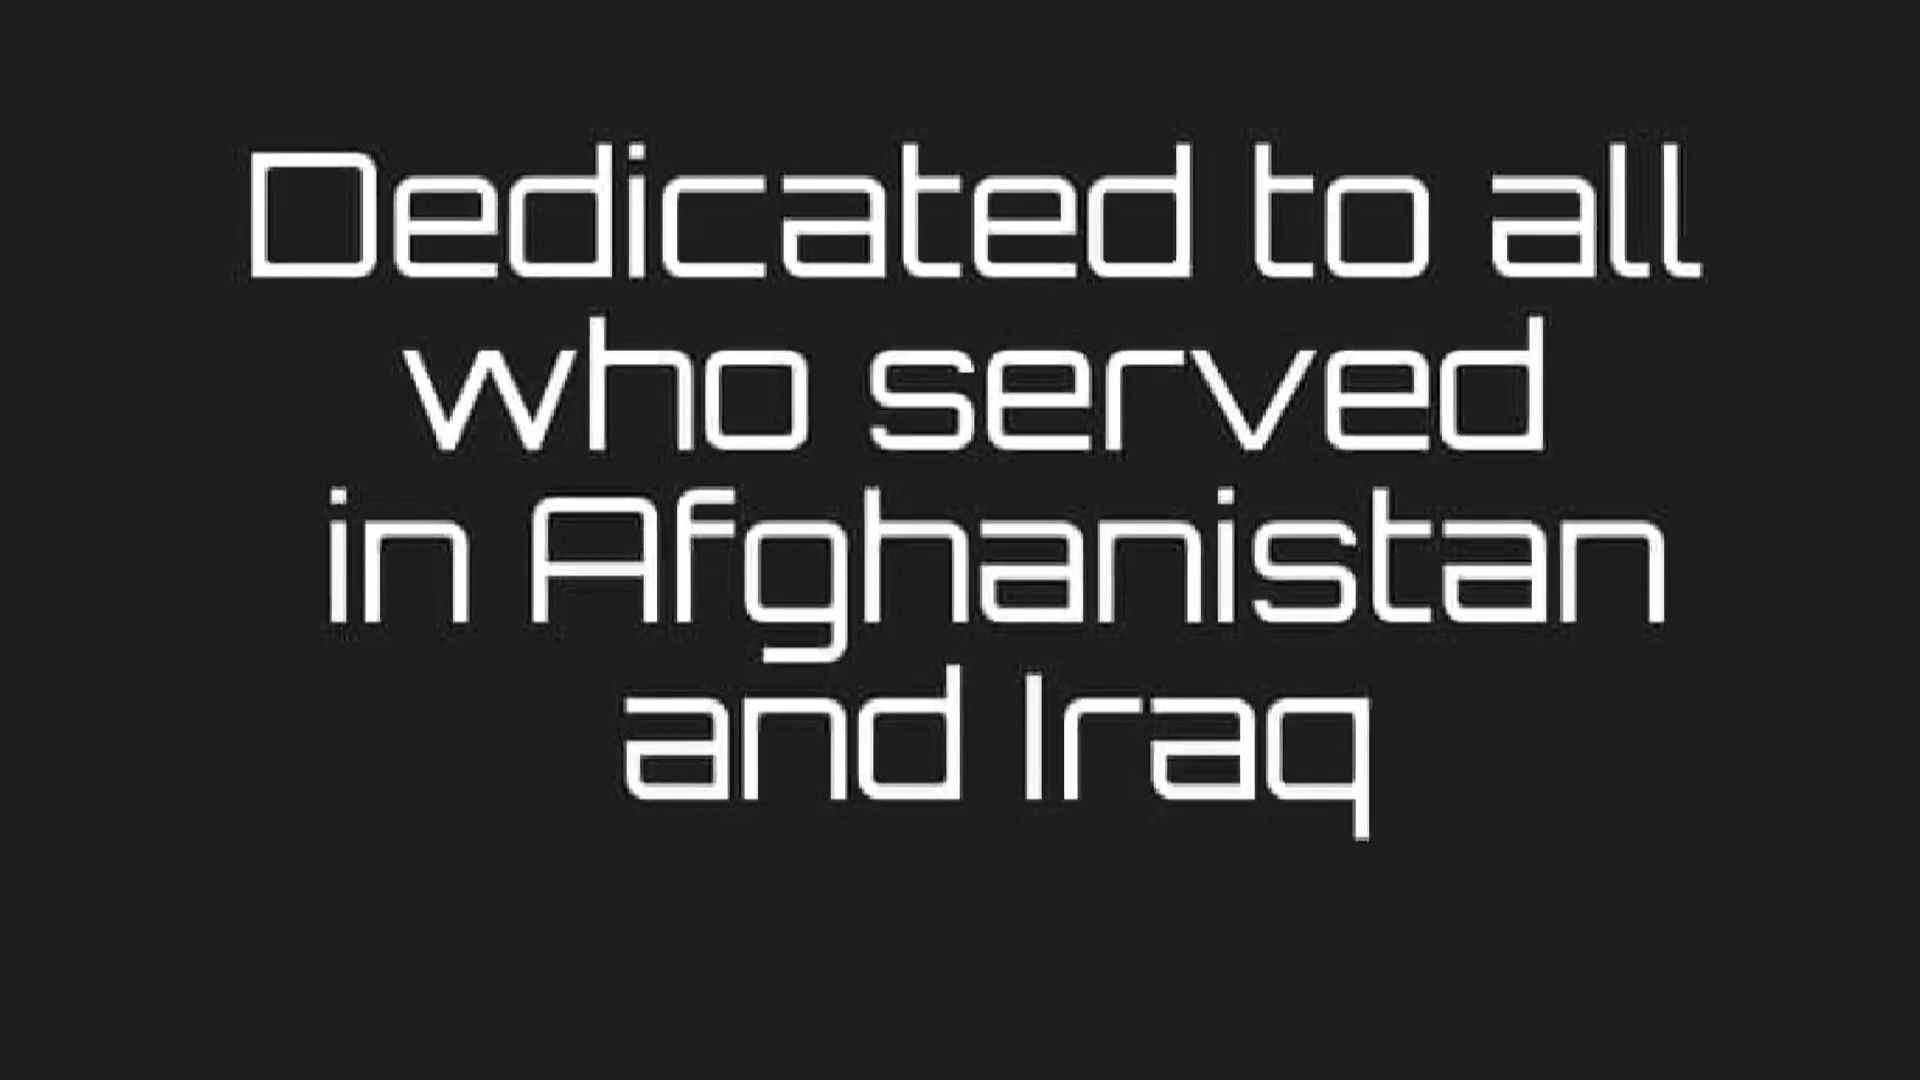 Dedicated to all
who served
in Afghanistan
and Iraq